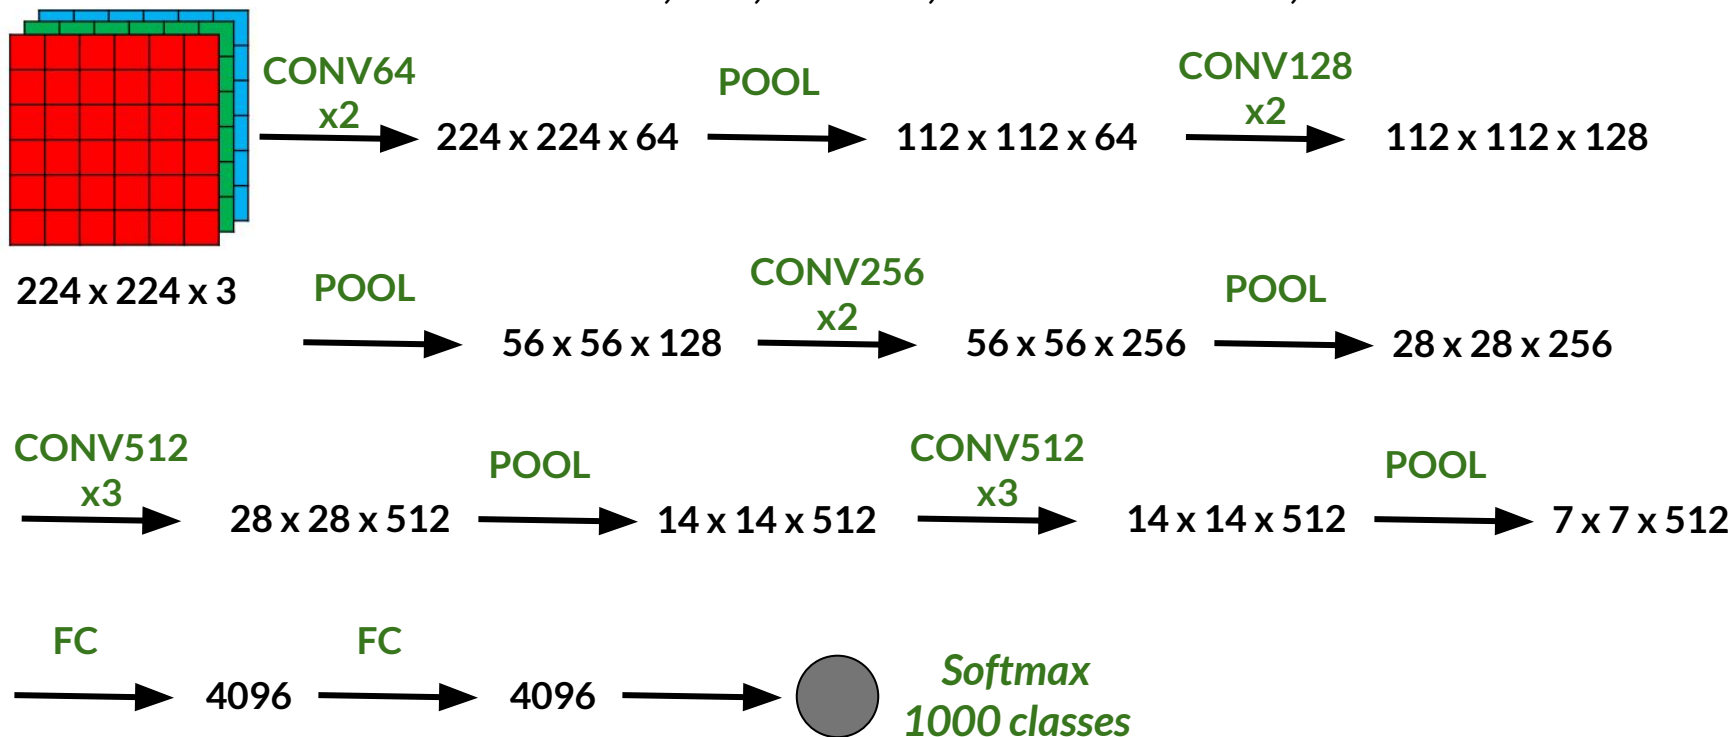 CONV64
x2
POOL
CONV128
x2
224 x 224 x 64
112 x 112 x 64
112 x 112 x 128
224 x 224 x 3
POOL
CONV256
x2
POOL
56 x 56 x 128
56 x 56 x 256
28 x 28 x 256
CONV512
x3
POOL
CONV512
x3
POOL
28 x 28 x 512
14 x 14 x 512
14 x 14 x 512
7 x 7 x 512
FC
FC
4096
4096
Softmax
1000 classes